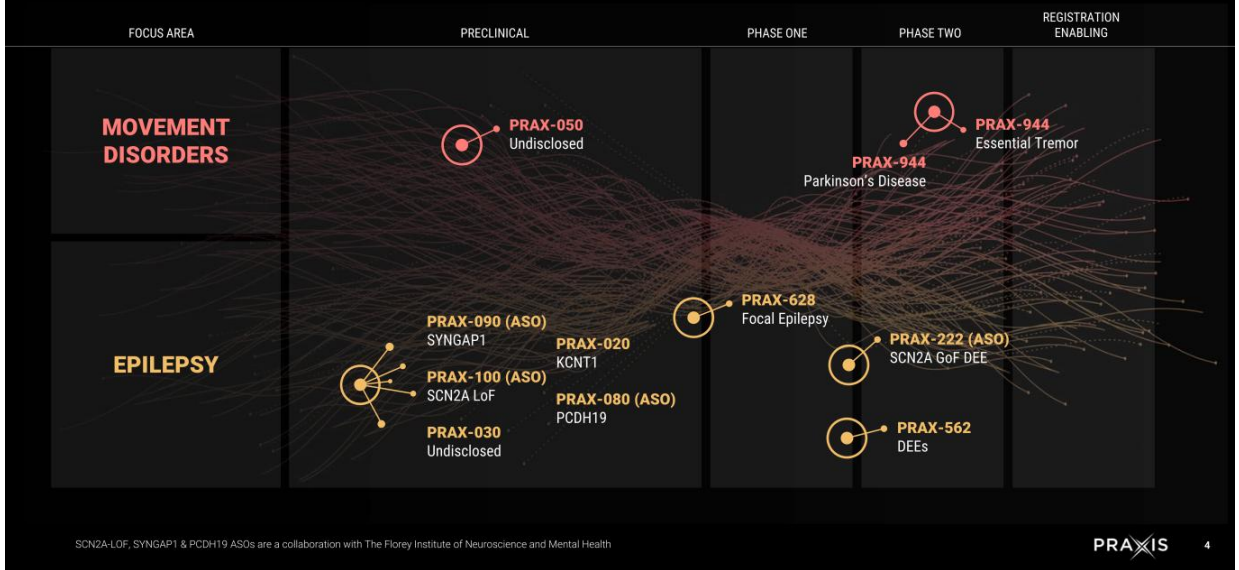 FOCUS AREA
PRECLINICAL
PHASE ONE
PHASE TWO
REGISTRATION
ENABLING
MOVEMENT
DISORDERS
PRAX-050
Undisclosed
PRAX-944
Essential Tremor
PRAX-944
Parkinson's Disease
EPILEPSY
PRAX-090 (ASO)
SYNGAP1
PRAX-020
KCNT1
PRAX-100 (ASO)
SCN2A LoF
PRAX-080 (ASO)
PCDH19
PRAX-030
Undisclosed
PRAX-628
Focal Epilepsy
PRAX-222 (ASO)
SCN2A GoF DEE
PRAX-562
DEEs
SCN2A-LOF, SYNGAP1 & PCDH19 ASOs are a collaboration with The Florey Institute of Neuroscience and Mental Health
PRAXIS
4